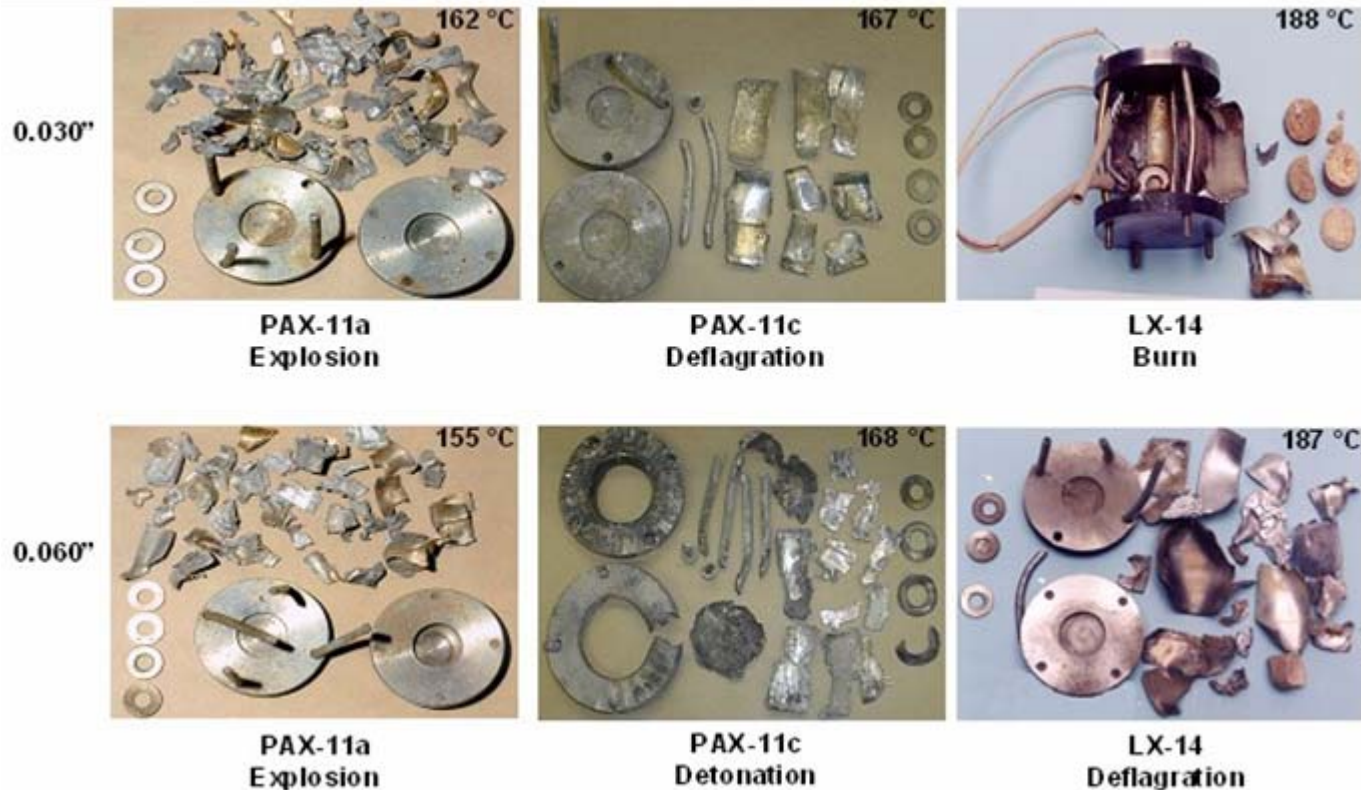 162 °C
167 °C
188 °C
0.030"
PAX-11a
Explosion
PAX-11c
Deflagration
LX-14
Burn
155 °C
168 °C
187 °C
0.060"
PAX-11a
Explosion
PAX-11c
Detonation
LX-14
Deflagration